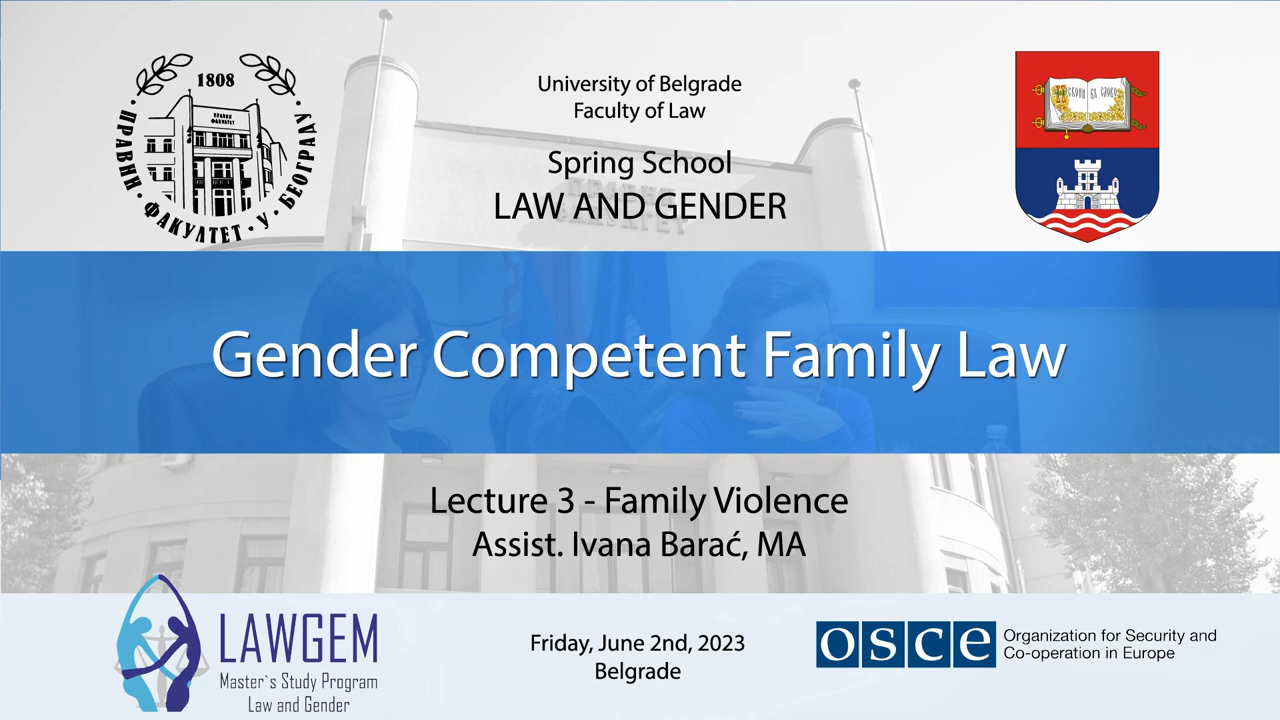 1808
ПРАВНИ • ФАКУЛТЕТ • У • БЕОГРАДУ
University of Belgrade
Faculty of Law
Spring School
LAW AND GENDER
Gender Competent Family Law
Lecture 3 - Family Violence
Assist. Ivana Barać, MA
LAWGEM
Master`s Study Program
Law and Gender
Friday, June 2nd, 2023
Belgrade
osce
Organization for Security and
Co-operation in Europe